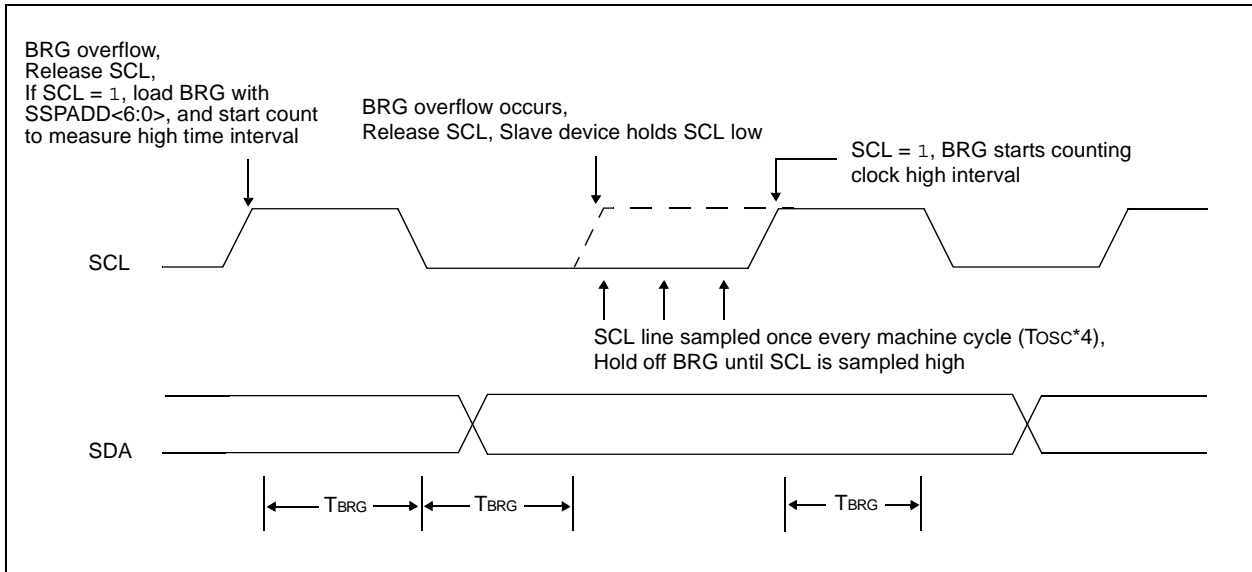 BRG overflow,
Release SCL,
If SCL = 1, load BRG with
SSPADD<6:0>, and start count
to measure high time interval
BRG overflow occurs,
Release SCL, Slave device holds SCL low
SCL = 1, BRG starts counting
clock high interval
SCL
SCL line sampled once every machine cycle (TOSC*4),
Hold off BRG until SCL is sampled high
SDA
TBRG
TBRG
TBRG